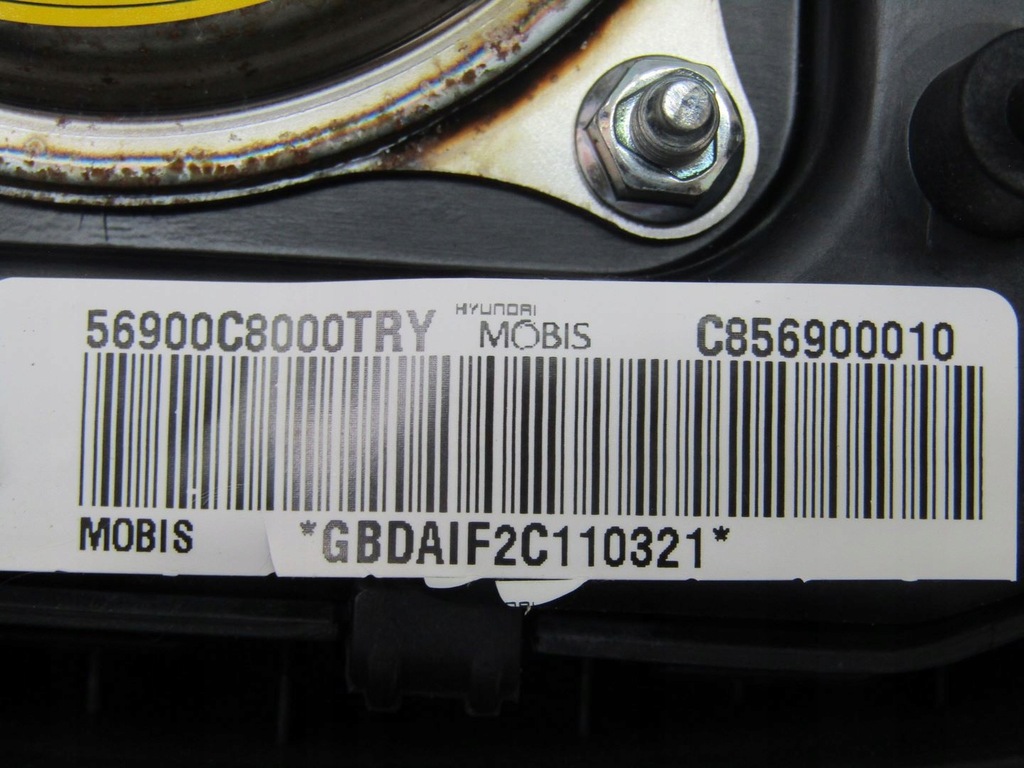 56900C8000TRY HYUNDAI MOBIS C856900010
MOBIS *GBDAIF2C110321*